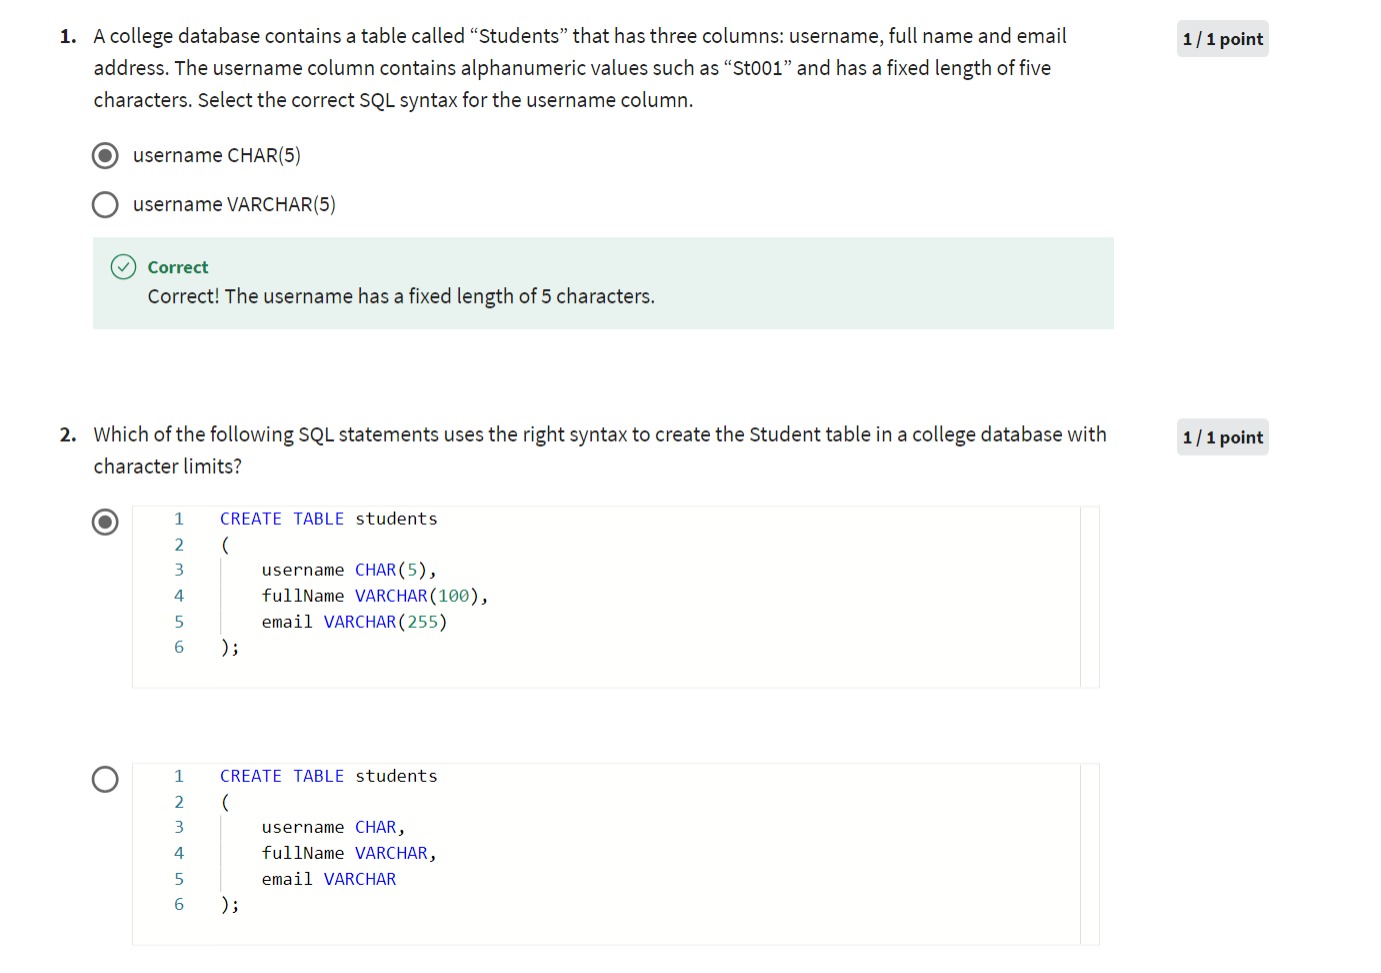 1. A college database contains a table called “Students” that has three columns: username, full name and email
address. The username column contains alphanumeric values such as “St001” and has a fixed length of five
characters. Select the correct SQL syntax for the username column.
1 / 1 point
username CHAR(5)
username VARCHAR(5)
Correct
Correct! The username has a fixed length of 5 characters.
2. Which of the following SQL statements uses the right syntax to create the Student table in a college database with
character limits?
1 / 1 point
1 CREATE TABLE students
2 (
3 username CHAR(5),
4 fullName VARCHAR(100),
5 email VARCHAR(255)
6 );
1 CREATE TABLE students
2 (
3 username CHAR,
4 fullName VARCHAR,
5 email VARCHAR
6 );